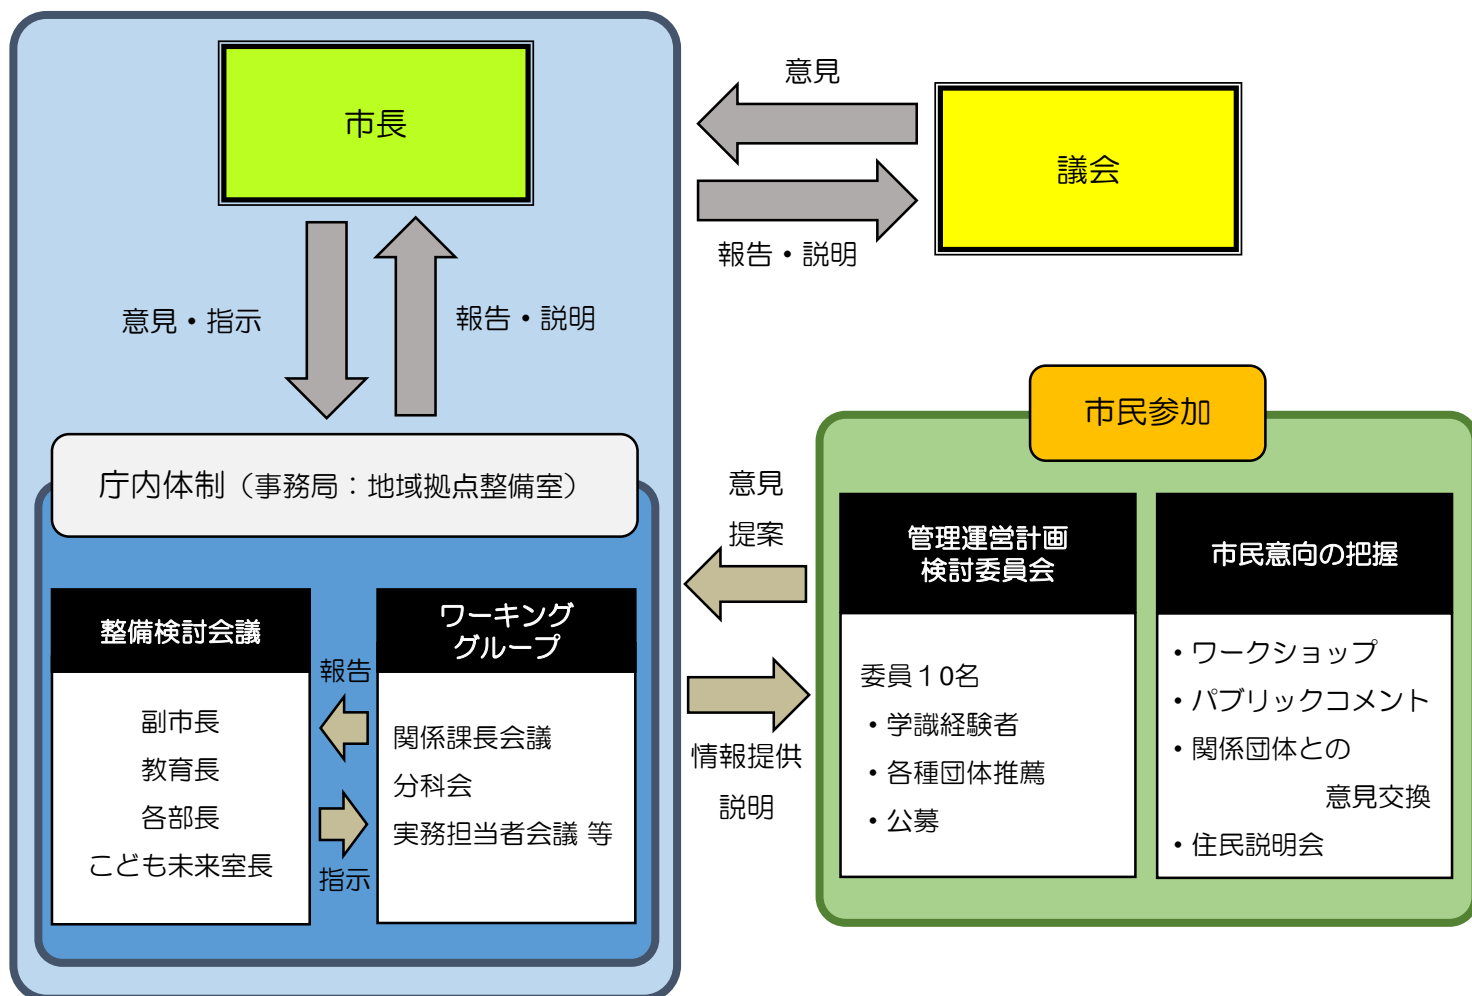 市長
意見
議会
報告・説明
意見・指示
報告・説明
庁内体制（事務局：地域拠点整備室）
整備検討会議
副市長
教育長
各部長
こども未来室長
報告
指示
ワーキング
グループ
関係課長会議
分科会
実務担当者会議 等
意見
提案
情報提供
説明
市民参加
管理運営計画
検討委員会
委員１0名
・学識経験者
・各種団体推薦
・公募
市民意向の把握
・ワークショップ
・パブリックコメント
・関係団体との
意見交換
・住民説明会